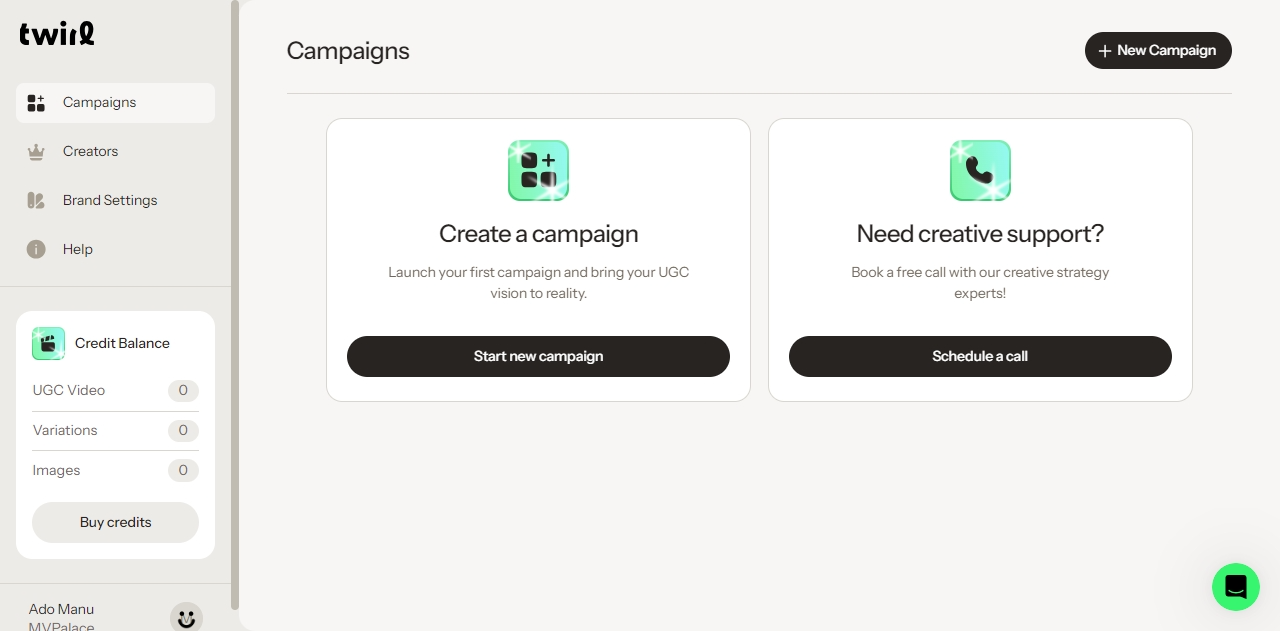 twirl
Campaigns
Creators
Brand Settings
Help
Credit Balance
UGC Video 0
Variations 0
Images 0
Buy credits
Ado Manu
MVPalace
Campaigns
New Campaign
Create a campaign
Launch your first campaign and bring your UGC
vision to reality.
Start new campaign
Need creative support?
Book a free call with our creative strategy
experts!
Schedule a call